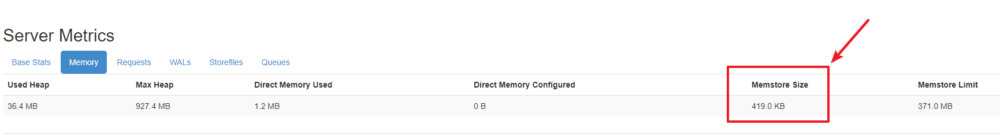 Server Metrics
Base Stats Memory Requests WALs Storefiles Queues
Used Heap Max Heap Direct Memory Used Direct Memory Configured Memstore Size Memstore Limit
36.4 MB 927.4 MB 1.2 MB 0 B 419.0 KB 371.0 MB